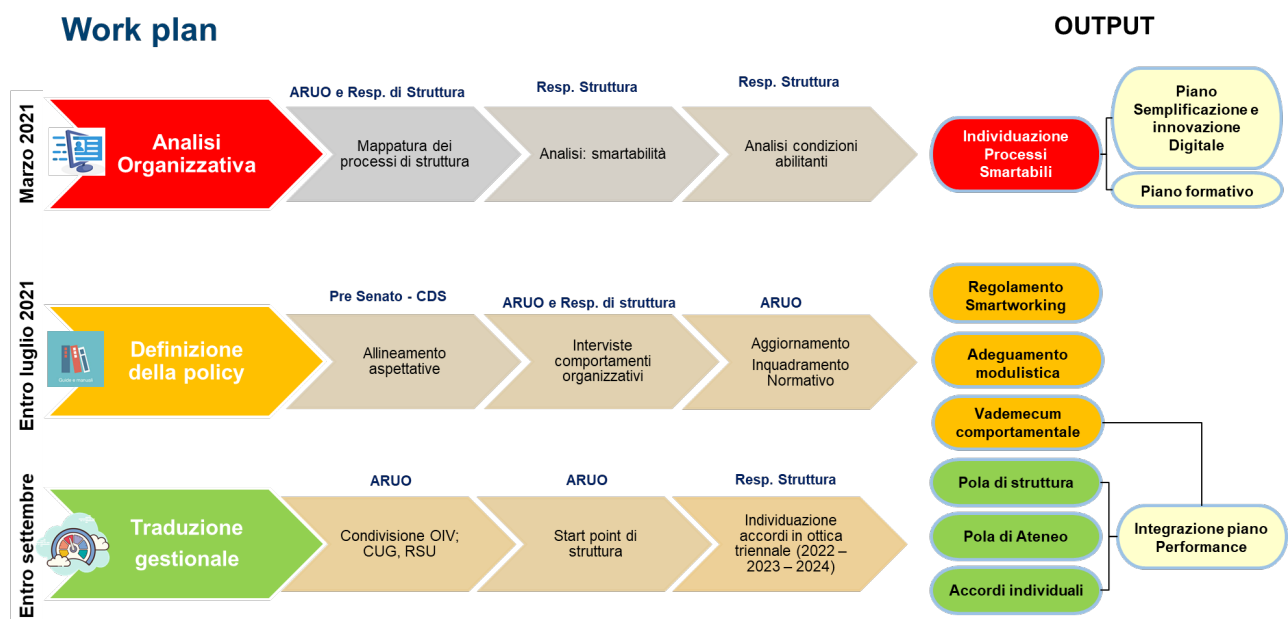 Work plan
OUTPUT
Marzo 2021
Analisi
Organizzativa
ARUO e Resp. di Struttura
Mappatura dei
processi di struttura
Resp. Struttura
Analisi: smartabilità
Resp. Struttura
Analisi condizioni
abilitanti
Individuazione
Processi
Smartabili
Piano
Semplificazione e
innovazione
Digitale
Piano formativo
Entro luglio 2021
Guida e manuali
Definizione
della policy
Pre Senato - CDS
Allineamento
aspettative
ARUO e Resp. di struttura
Interviste
comportamenti
organizzativi
ARUO
Aggiornamento
Inquadramento
Normativo
Regolamento
Smartworking
Adeguamento
modulistica
Vademecum
comportamentale
Entro settembre
Traduzione
gestionale
ARUO
Condivisione OIV;
CUG, RSU
ARUO
Start point di
struttura
Resp. Struttura
Individuazione
accordi in ottica
triennale (2022 –
2023 – 2024)
Pola di struttura
Pola di Ateneo
Accordi individuali
Integrazione piano
Performance